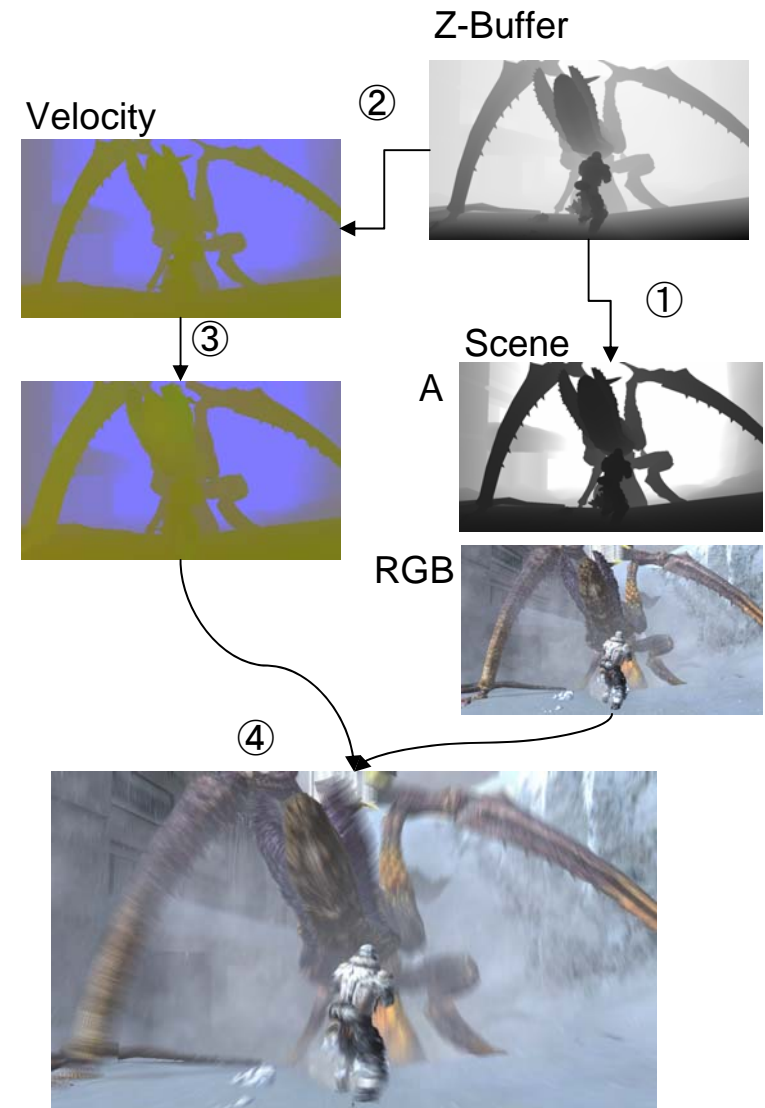 Z-Buffer
②
Velocity
①
③
Scene
A
RGB
④